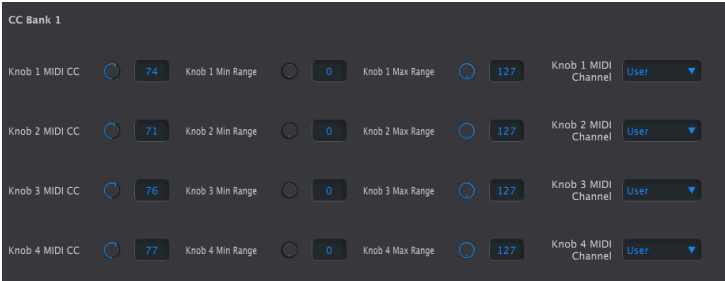 CC Bank 1
Knob 1 MIDI CC 74 Knob 1 Min Range 0 Knob 1 Max Range 127 Knob 1 MIDI Channel User
Knob 2 MIDI CC 71 Knob 2 Min Range 0 Knob 2 Max Range 127 Knob 2 MIDI Channel User
Knob 3 MIDI CC 76 Knob 3 Min Range 0 Knob 3 Max Range 127 Knob 3 MIDI Channel User
Knob 4 MIDI CC 77 Knob 4 Min Range 0 Knob 4 Max Range 127 Knob 4 MIDI Channel User